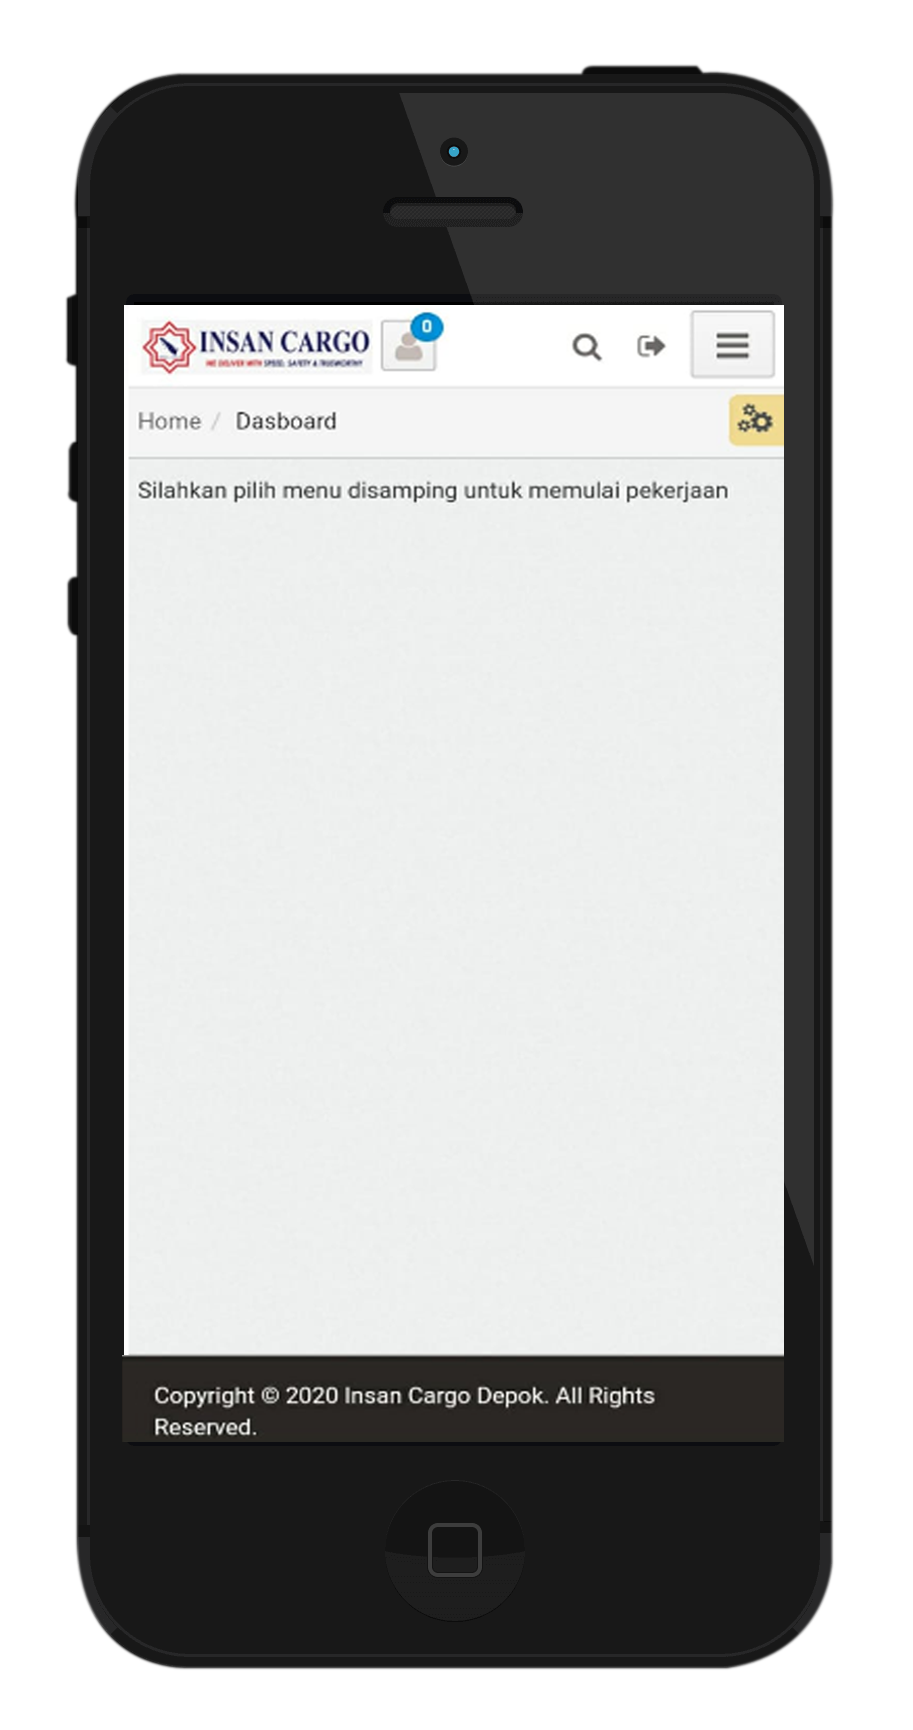 INSAN CARGO
WE DELIVER WITH SPEED, SAFETY & TRUSWORTHY
0
Home / Dasboard
Silahkan pilih menu disamping untuk memulai pekerjaan
Copyright © 2020 Insan Cargo Depok. All Rights
Reserved.